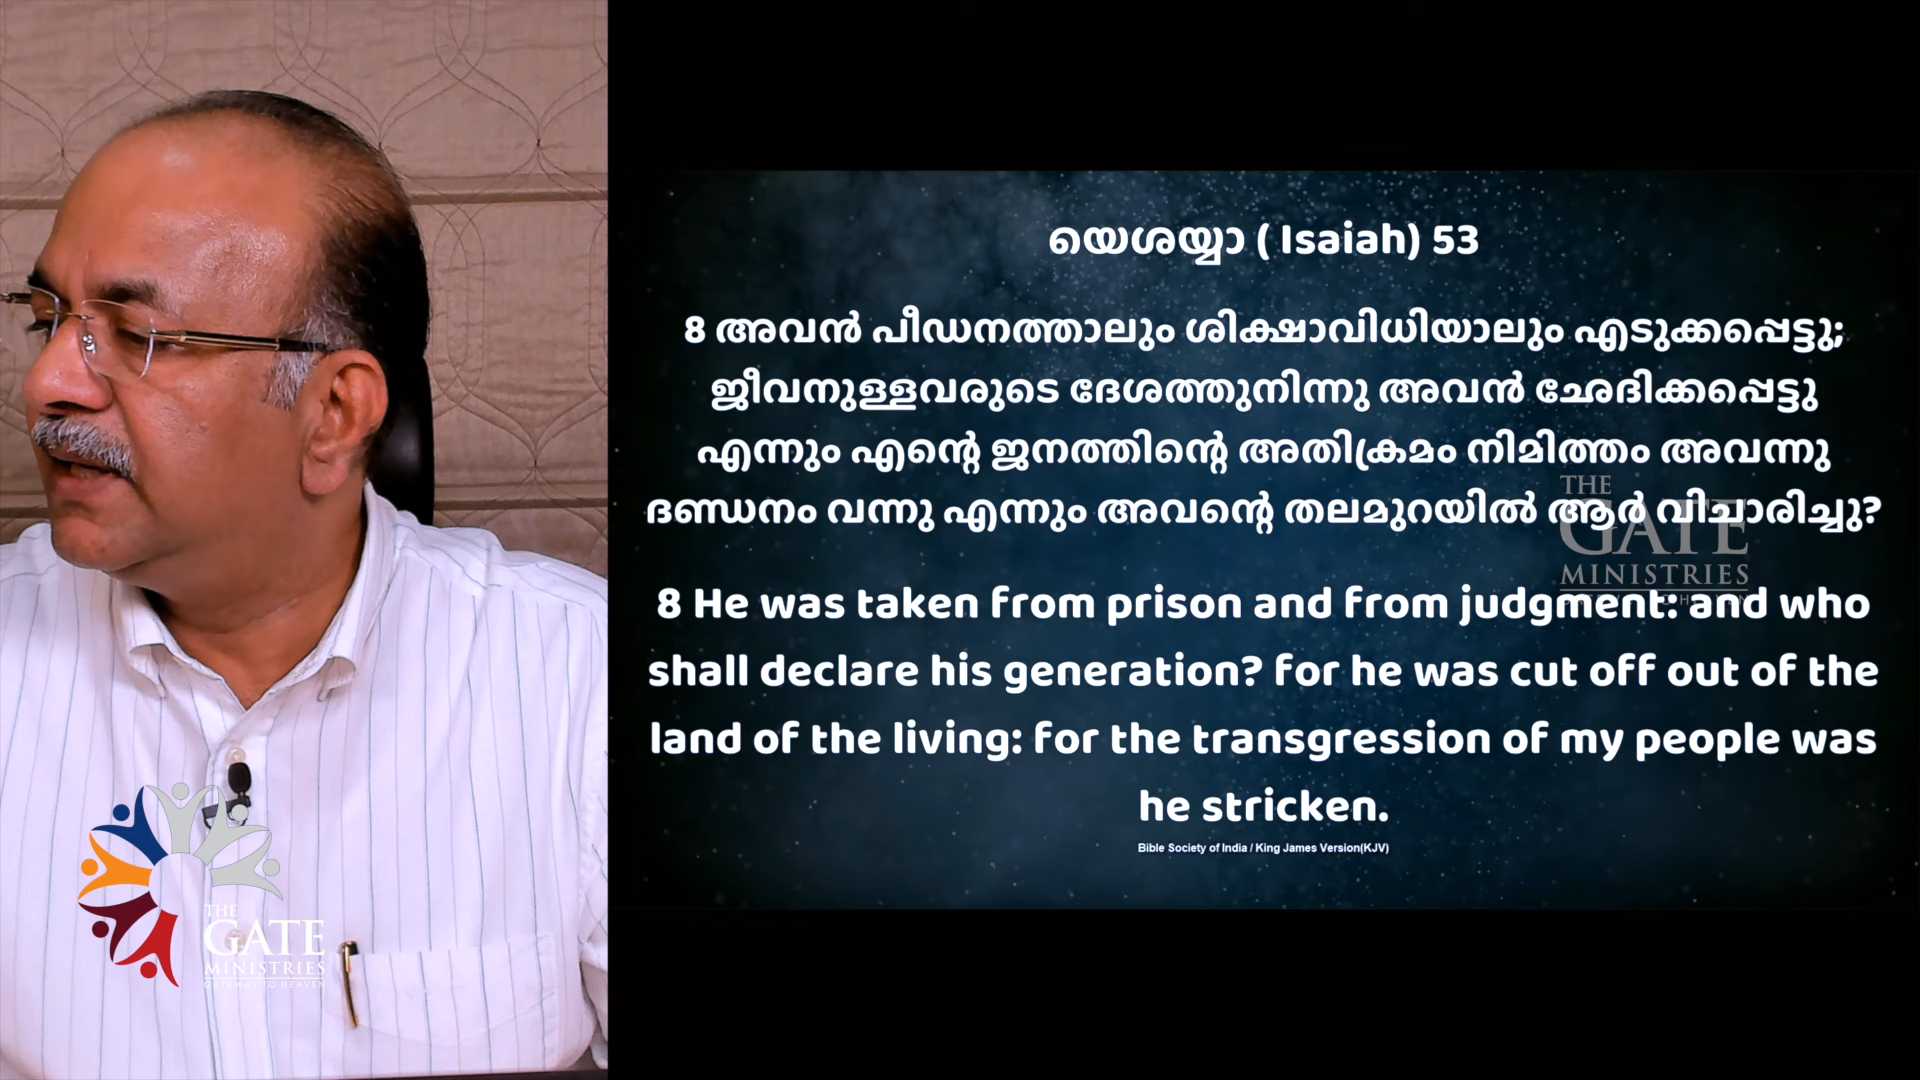 യെശയ്യാ ( Isaiah) 53
8 അവൻ പീഡനത്താലും ശിക്ഷാവിധിയാലും എടുക്കപ്പെട്ടു;
ജീവനുള്ളവരുടെ ദേശത്തുനിന്നു അവൻ ഛേദിക്കപ്പെട്ടു
എന്നും എന്റെ ജനത്തിന്റെ അതിക്രമം നിമിത്തം അവന്നു
ദണ്ഡനം വന്നു എന്നും അവന്റെ തലമുറയിൽ ആർ വിചാരിച്ചു?
8 He was taken from prison and from judgment: and who
shall declare his generation? for he was cut off out of the
land of the living: for the transgression of my people was
he stricken.
Bible Society of India / King James Version(KJV)
THE
GATE
MINISTRIES
THE
GATE
MINISTRIES
GATEWAY TO HEAVEN